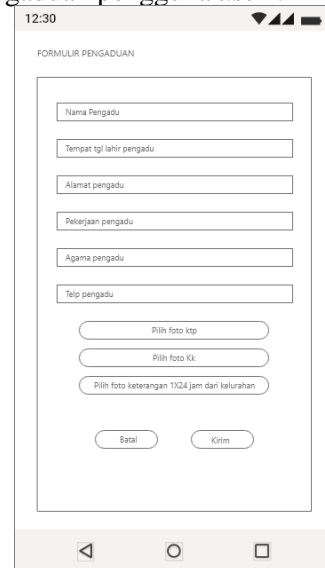 12:30
FORMULIR PENGADUAN
Nama Pengadu
Tempat tgl lahir pengadu
Alamat pengadu
Pekerjaan pengadu
Agama pengadu
Telp pengadu
Pilih foto ktp
Pilih foto Kk
Pilih foto keterangan 1X24 jam dari kelurahan
Batal Kirim